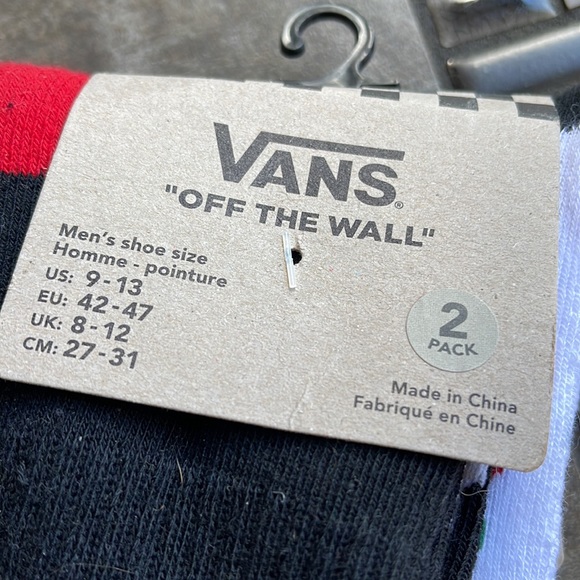 VANS®
"OFF THE WALL"
Men's shoe size
Homme - pointure
US: 9-13
EU: 42-47
UK: 8-12
CM: 27-31
2
PACK
Made in China
Fabriqué en Chine